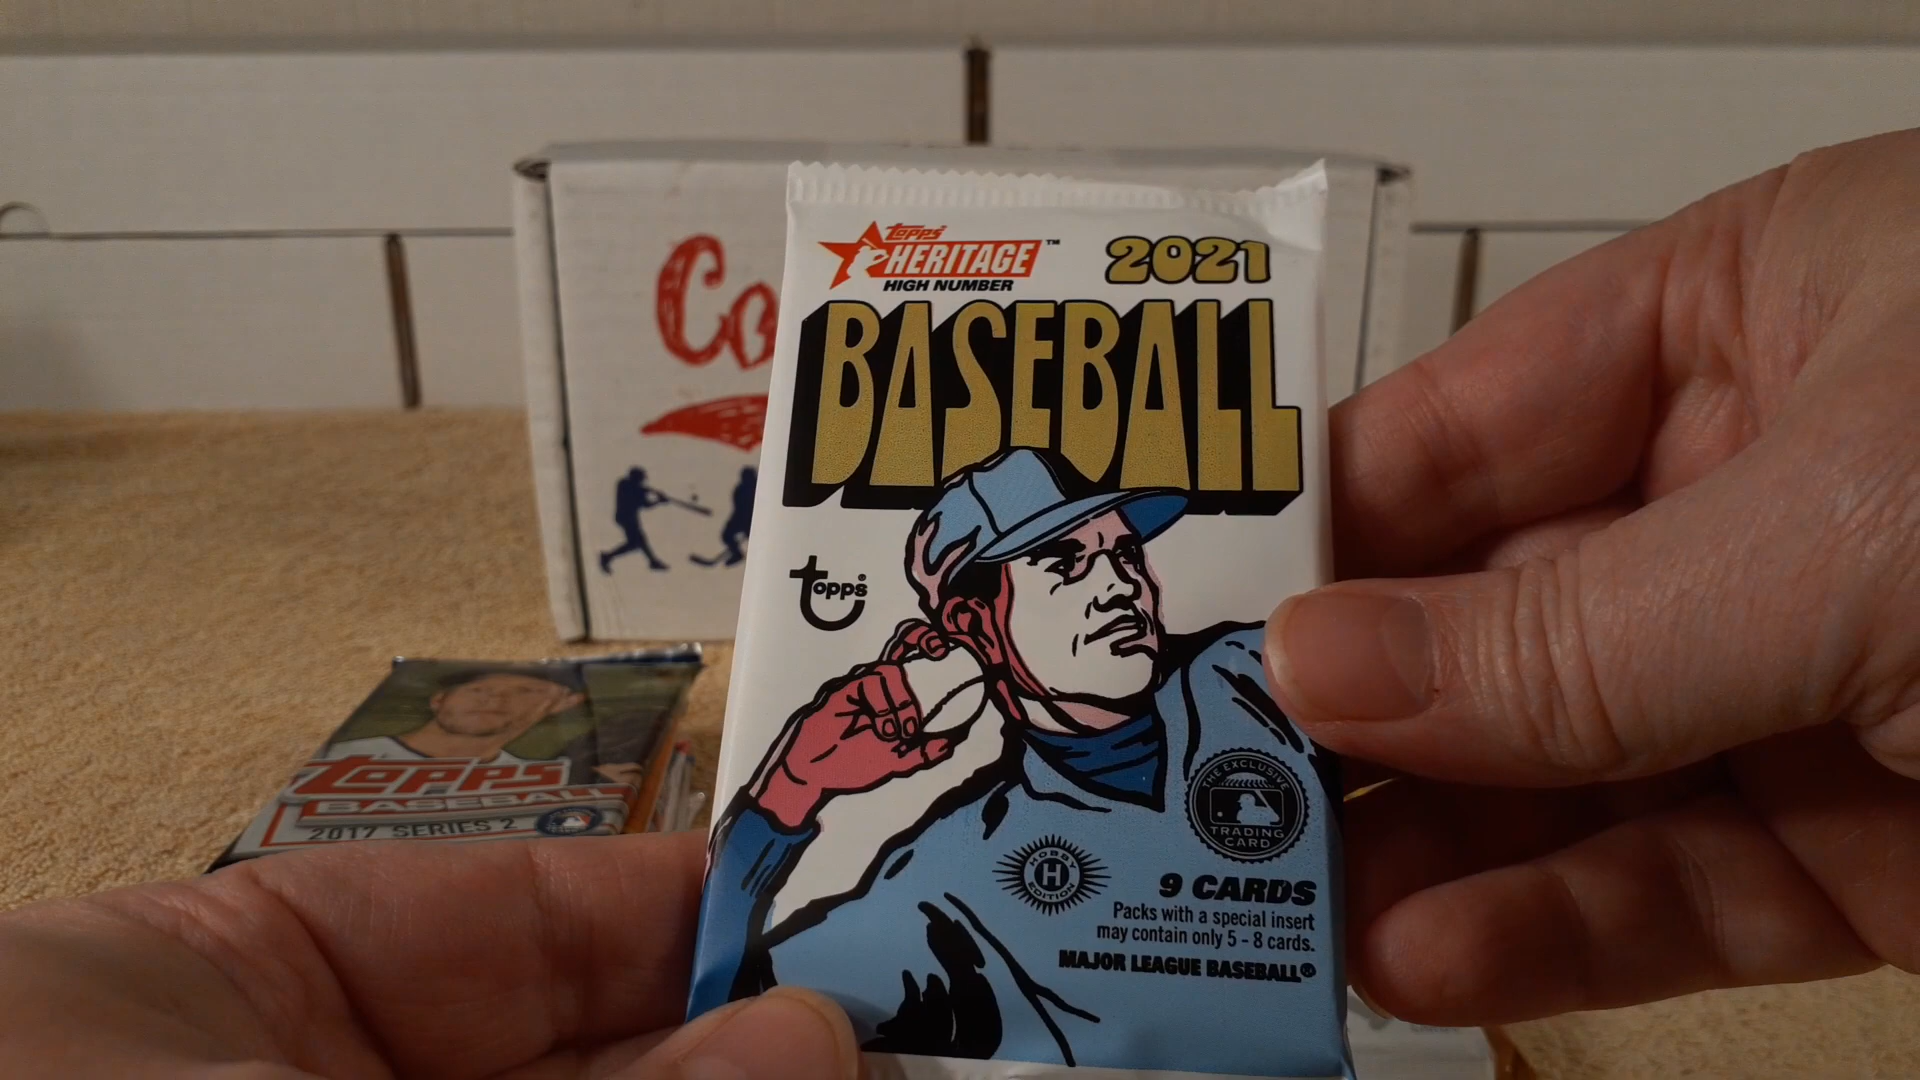 topps
HERITAGE™
HIGH NUMBER
2021
BASEBALL
Co
topps®
THE EXCLUSIVE
TRADING
CARD
HOBBY
H
EDITION
9 CARDS
Packs with a special insert
may contain only 5 - 8 cards.
MAJOR LEAGUE BASEBALL®
TOPPS
BASEBALL
2017 SERIES 2